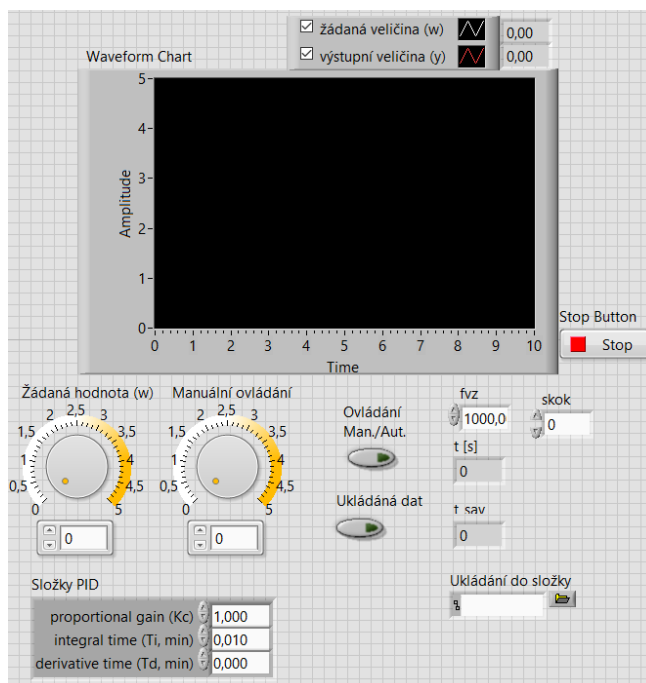 žádaná veličina (w) 0,00
Waveform Chart
výstupní veličina (y) 0,00
5
4
3
2
1
0
Amplitude
0 1 2 3 4 5 6 7 8 9 10
Time
Stop Button
Stop
Žádaná hodnota (w)
0 0,5 1 1,5 2 2,5 3 3,5 4 4,5 5
0
Manuální ovládání
0 0,5 1 1,5 2 2,5 3 3,5 4 4,5 5
0
Ovládání
Man./Aut.
Ukládáná dat
fvz
1000,0
skok
0
t [s]
0
t sav
0
Složky PID
proportional gain (Kc) 1,000
integral time (Ti, min) 0,010
derivative time (Td, min) 0,000
Ukládání do složky